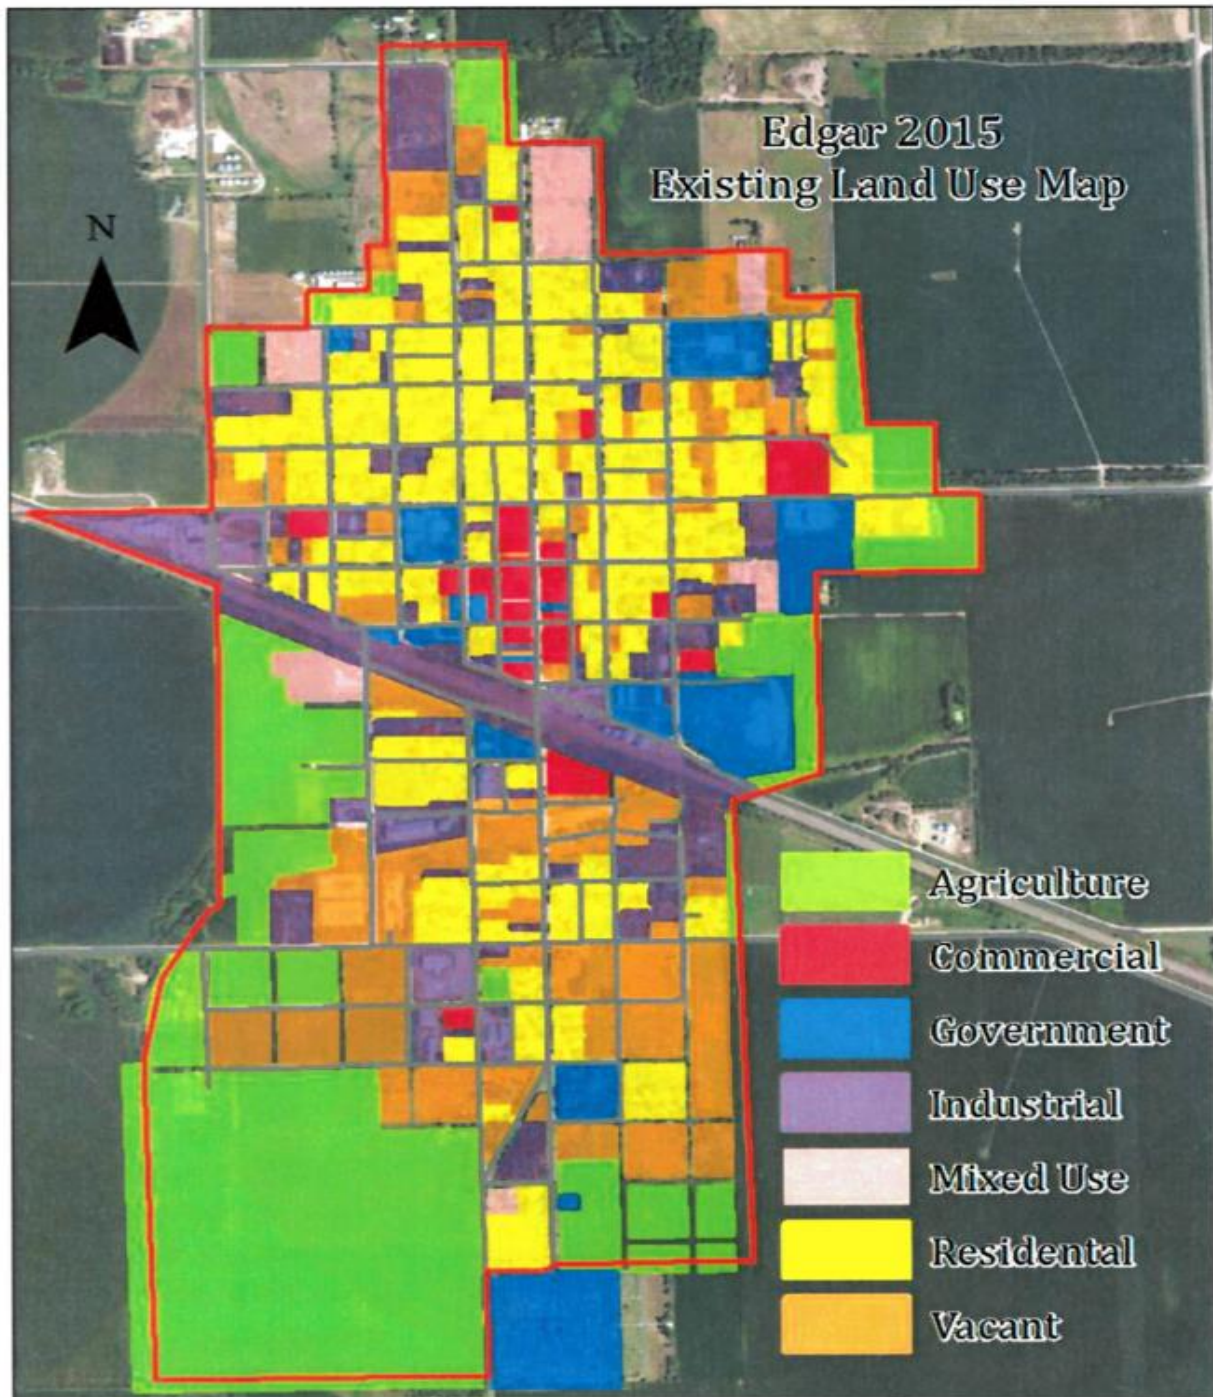 Edgar 2015
Existing Land Use Map
N
Agriculture
Commercial
Government
Industrial
Mixed Use
Residental
Vacant